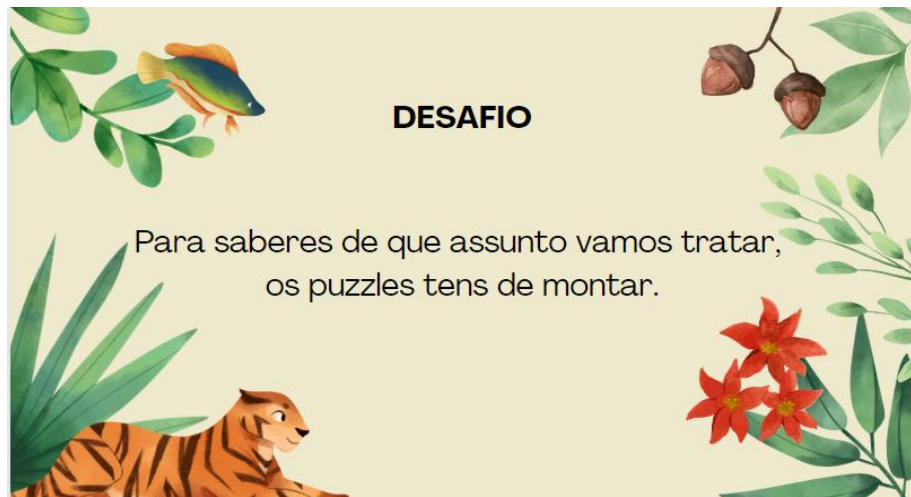 DESAFIO
Para saberes de que assunto vamos tratar,
os puzzles tens de montar.